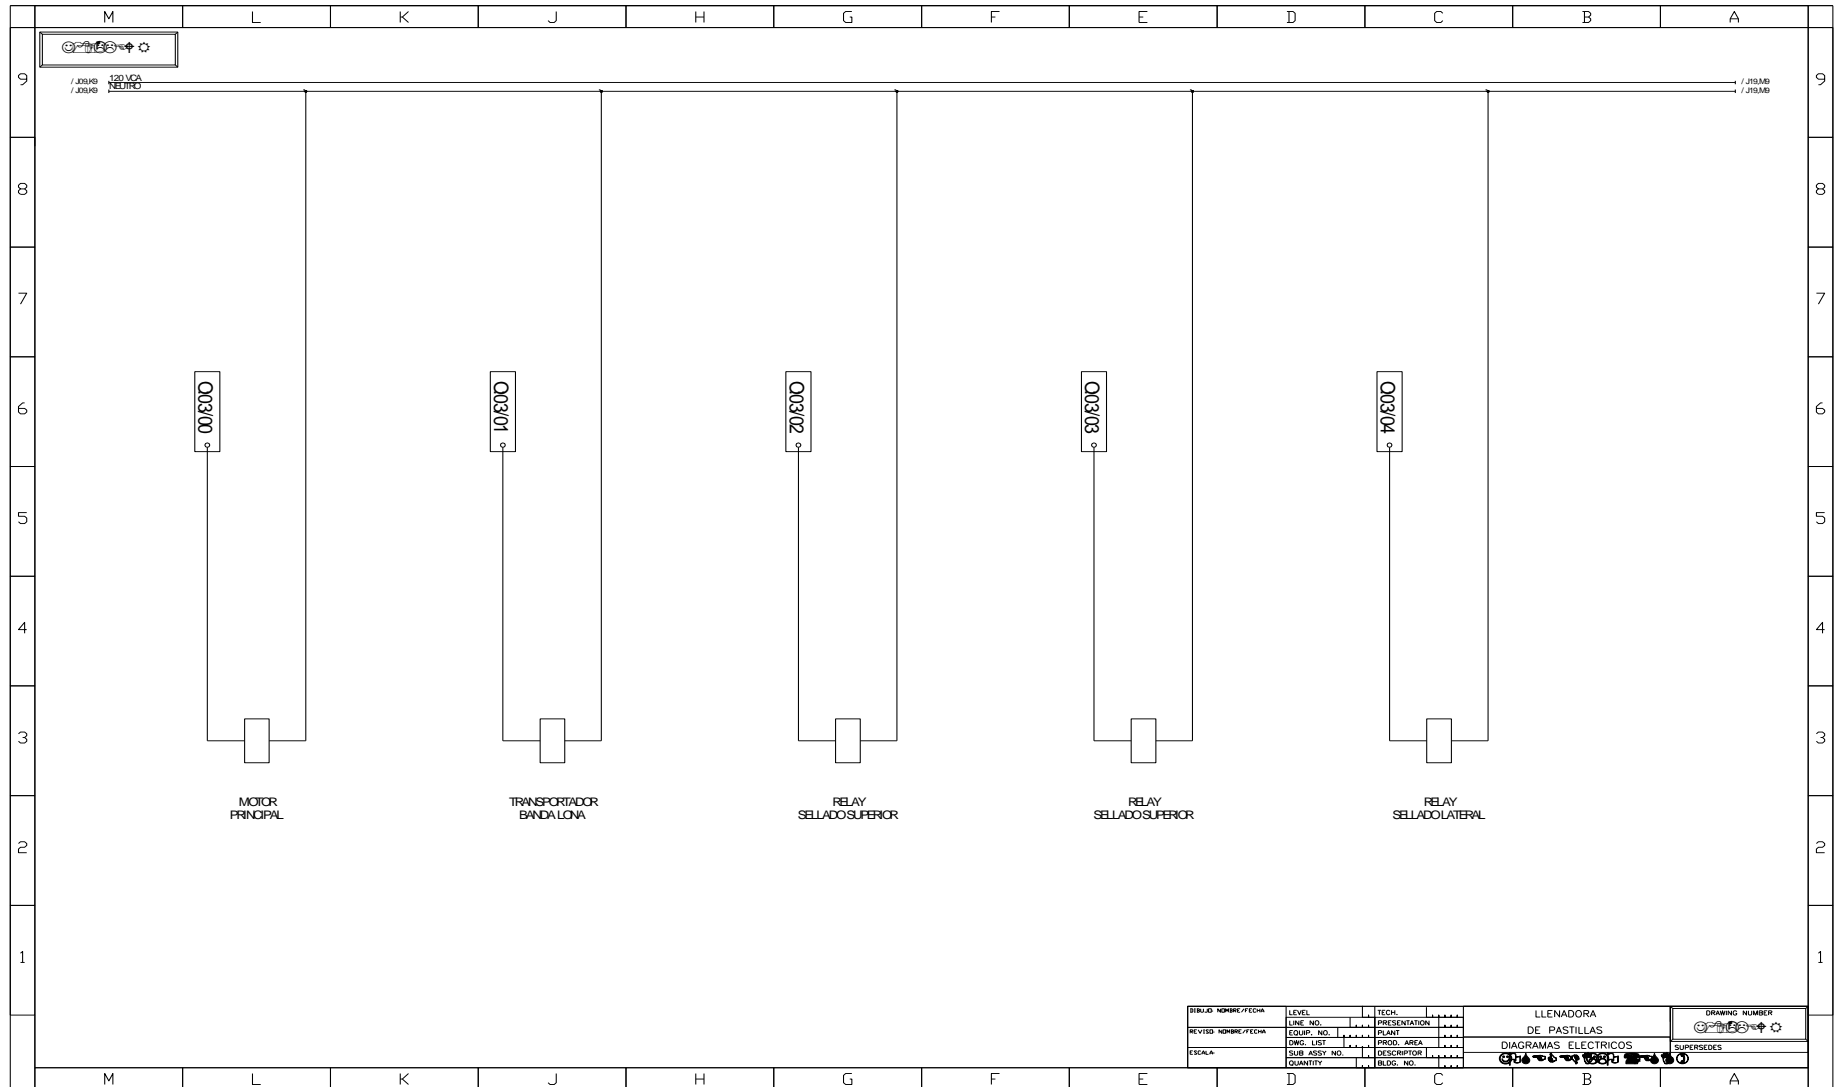 M L K J H G F E D C B A
9 9
/ J09,K9 120 VCA / J19,M9
/ J09,K9 NEUTRO / J19,M9
8 8
7 7
6 O03/00 O03/01 O03/02 O03/03 O03/04 6
5 5
4 4
3 3
MOTOR
PRINCIPAL
TRANSPORTADOR
BANDA LONA
RELAY
SELLADO SUPERIOR
RELAY
SELLADO SUPERIOR
RELAY
SELLADO LATERAL
2 2
1 1
DIBUJO: NOMBRE/FECHA
REVISO: NOMBRE/FECHA
ESCALA:
LEVEL
LINE NO.
EQUIP. NO.
DWG. LIST
SUB ASSY NO.
QUANTITY
TECH.
PRESENTATION
PLANT
PROD. AREA
DESCRIPTOR
BLDG. NO.
LLENADORA
DE PASTILLAS
DIAGRAMAS ELECTRICOS
DRAWING NUMBER
SUPERSEDES
M L K J H G F E D C B A